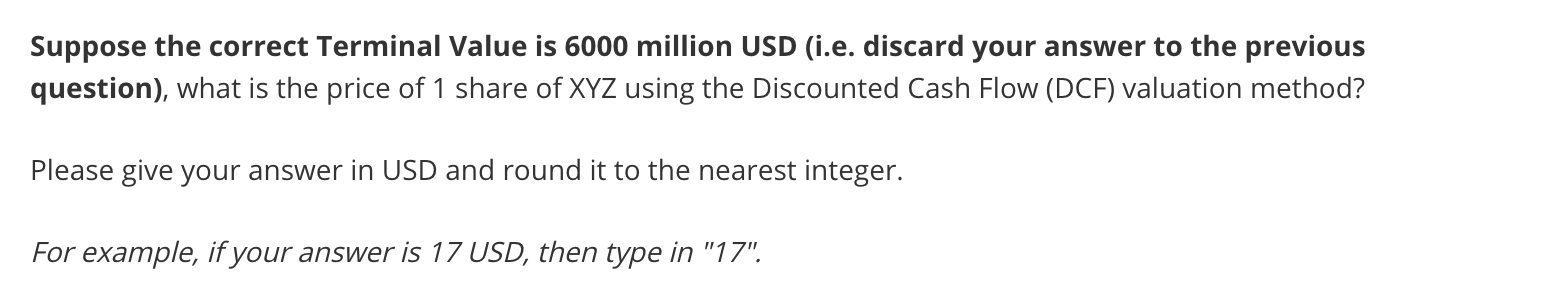 Suppose the correct Terminal Value is 6000 million USD (i.e. discard your answer to the previous
question), what is the price of 1 share of XYZ using the Discounted Cash Flow (DCF) valuation method?
Please give your answer in USD and round it to the nearest integer.
For example, if your answer is 17 USD, then type in "17".